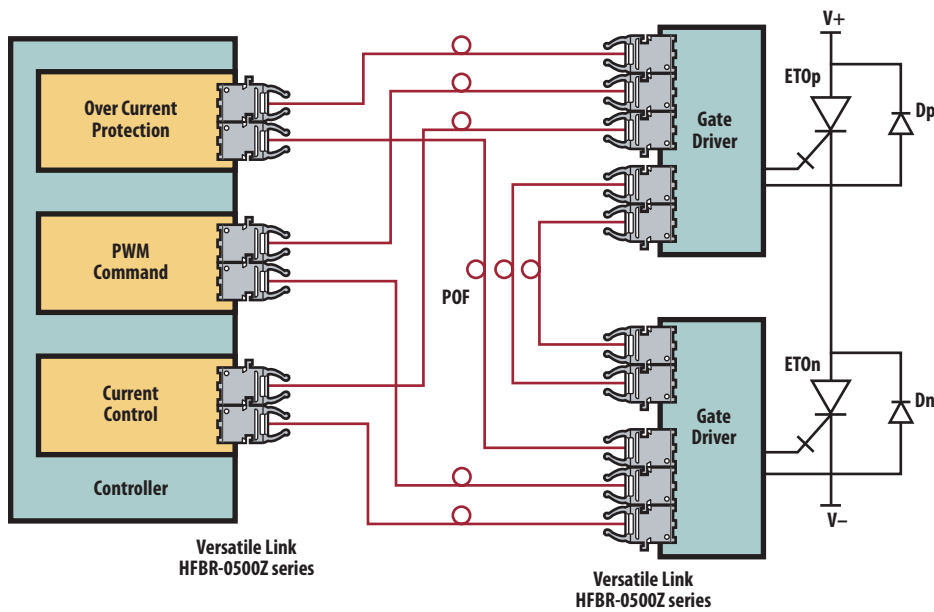 Over Current
Protection
PWM
Command
Current
Control
Controller
Versatile Link
HFBR-0500Z series
POF
Gate
Driver
Gate
Driver
Versatile Link
HFBR-0500Z series
V+
ETOp
Dp
ETOn
Dn
V–